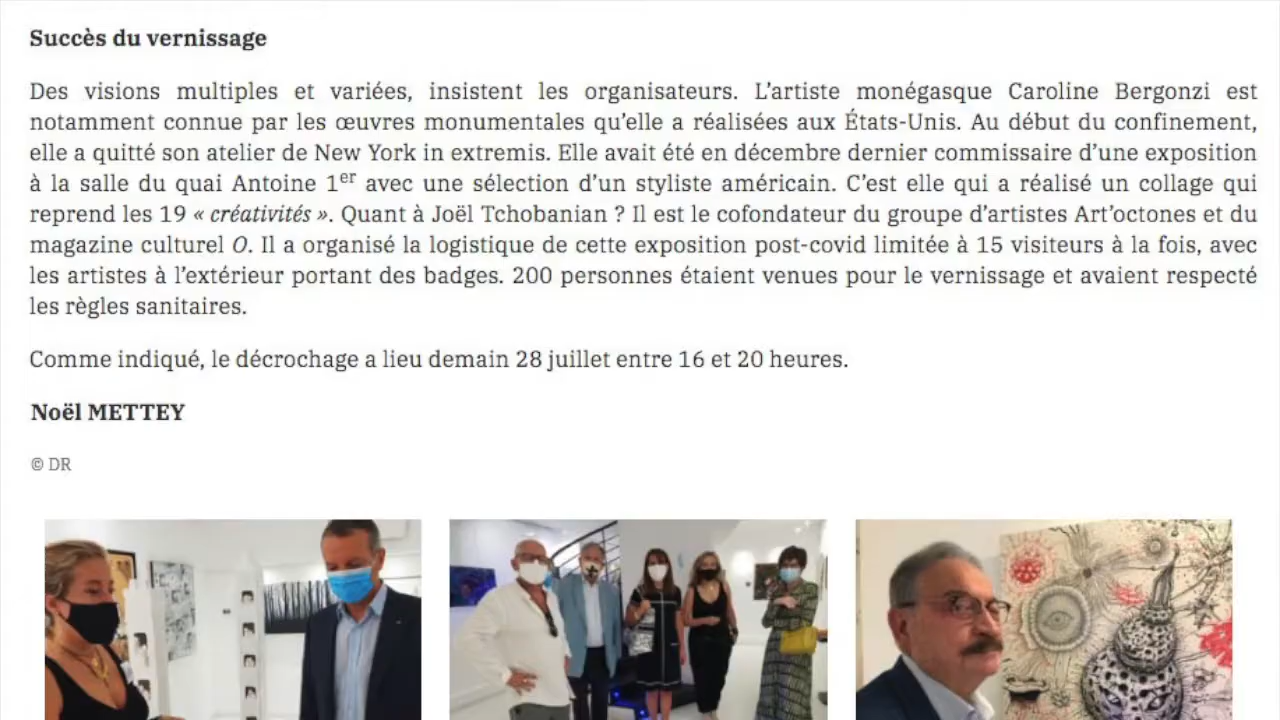 Succès du vernissage
Des visions multiples et variées, insistent les organisateurs. L’artiste monégasque Caroline Bergonzi est
notamment connue par les œuvres monumentales qu’elle a réalisées aux États-Unis. Au début du confinement,
elle a quitté son atelier de New York in extremis. Elle avait été en décembre dernier commissaire d’une exposition
à la salle du quai Antoine 1er avec une sélection d’un styliste américain. C’est elle qui a réalisé un collage qui
reprend les 19 « créativités ». Quant à Joël Tchobanian ? Il est le cofondateur du groupe d’artistes Art’octones et du
magazine culturel O. Il a organisé la logistique de cette exposition post-covid limitée à 15 visiteurs à la fois, avec
les artistes à l’extérieur portant des badges. 200 personnes étaient venues pour le vernissage et avaient respecté
les règles sanitaires.
Comme indiqué, le décrochage a lieu demain 28 juillet entre 16 et 20 heures.
Noël METTEY
© DR